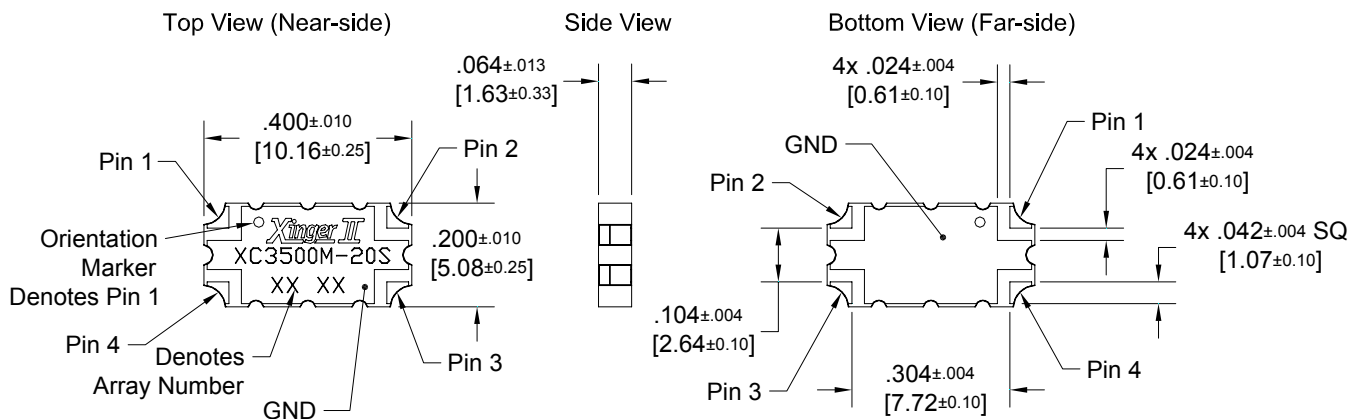 Top View (Near-side)
Side View
Bottom View (Far-side)
.064±.013
[1.63±0.33]
4x .024±.004
[0.61±0.10]
.400±.010
[10.16±0.25]
Pin 1
Pin 2
GND
Pin 1
4x .024±.004
[0.61±0.10]
Pin 2
Orientation
Marker
Denotes Pin 1
Xinger II
XC3500M-20S
XX XX
.200±.010
[5.08±0.25]
4x .042±.004 SQ
[1.07±0.10]
.104±.004
[2.64±0.10]
Pin 4
Denotes
Array Number
Pin 3
GND
Pin 3
Pin 4
.304±.004
[7.72±0.10]